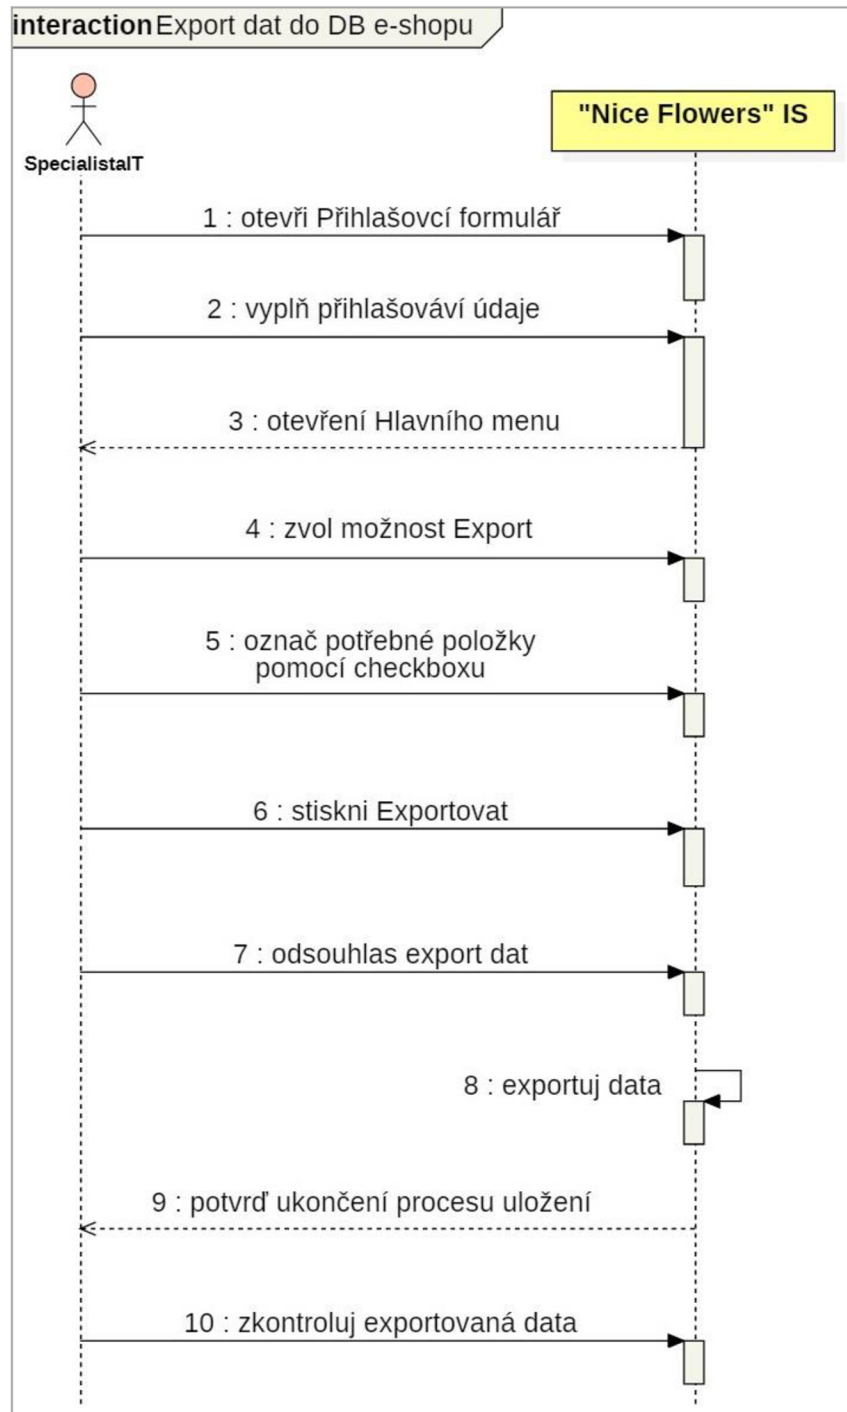 interaction Export dat do DB e-shopu
"Nice Flowers" IS
SpecialistaIT
1 : otevři Přihlašovcí formulář
2 : vyplň přihlašováví údaje
3 : otevření Hlavního menu
4 : zvol možnost Export
5 : označ potřebné položky
pomocí checkboxu
6 : stiskni Exportovat
7 : odsouhlas export dat
8 : exportuj data
9 : potvrď ukončení procesu uložení
10 : zkontroluj exportovaná data